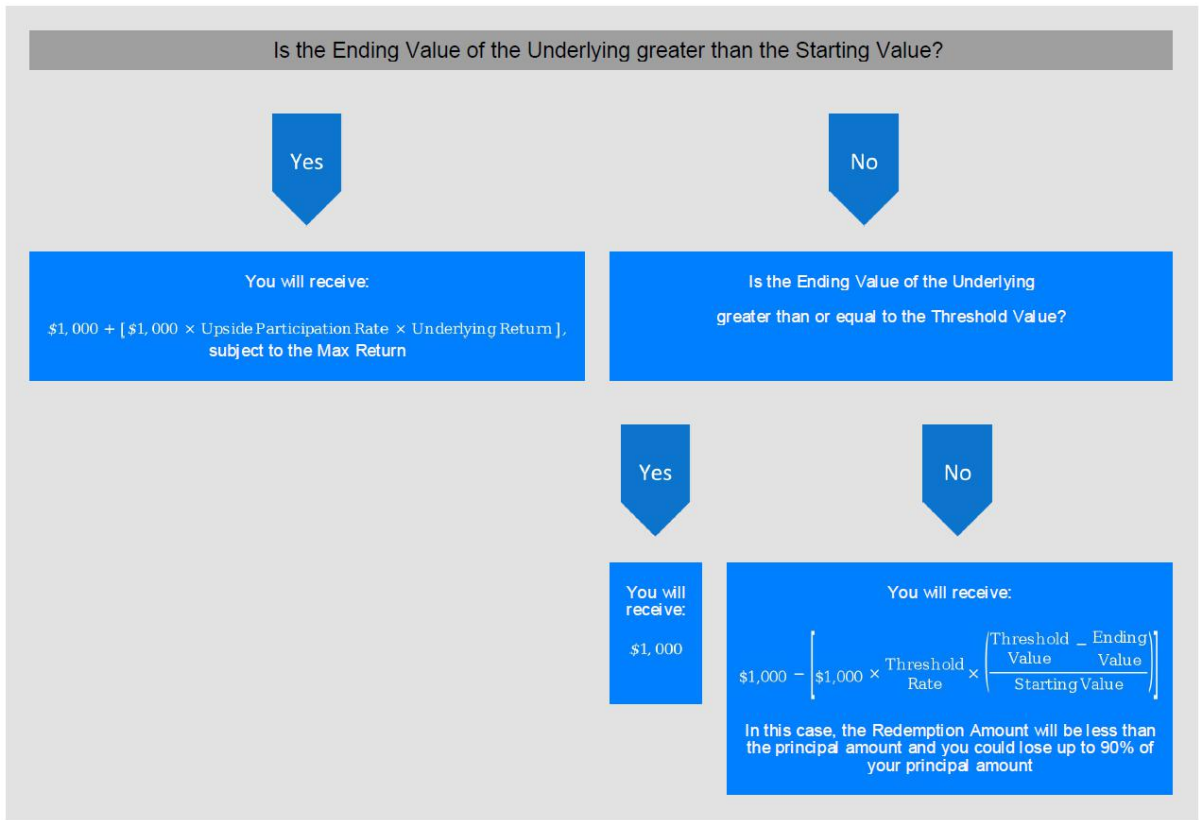 Is the Ending Value of the Underlying greater than the Starting Value?
Yes
No
You will receive:
$1, 000 + [ $1, 000 × Upside Participation Rate × Underlying Return ],
subject to the Max Return
Is the Ending Value of the Underlying
greater than or equal to the Threshold Value?
Yes
No
You will
receive:
$1, 000
You will receive:
$1,000 − [$1,000 × Threshold Rate × (Threshold Value − Ending Value / Starting Value)]
In this case, the Redemption Amount will be less than
the principal amount and you could lose up to 90% of
your principal amount